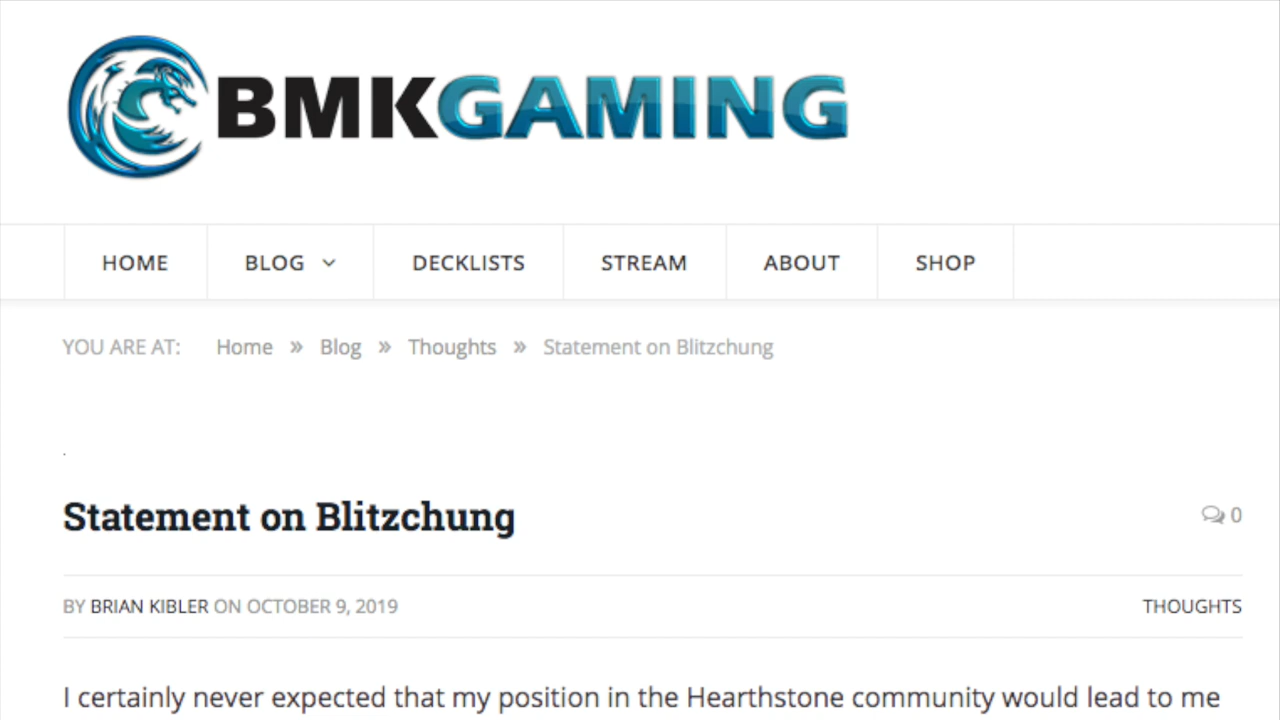 BMKGAMING
HOME BLOG DECKLISTS STREAM ABOUT SHOP
YOU ARE AT: Home » Blog » Thoughts » Statement on Blitzchung
.
Statement on Blitzchung 0
BY BRIAN KIBLER ON OCTOBER 9, 2019 THOUGHTS
I certainly never expected that my position in the Hearthstone community would lead to me